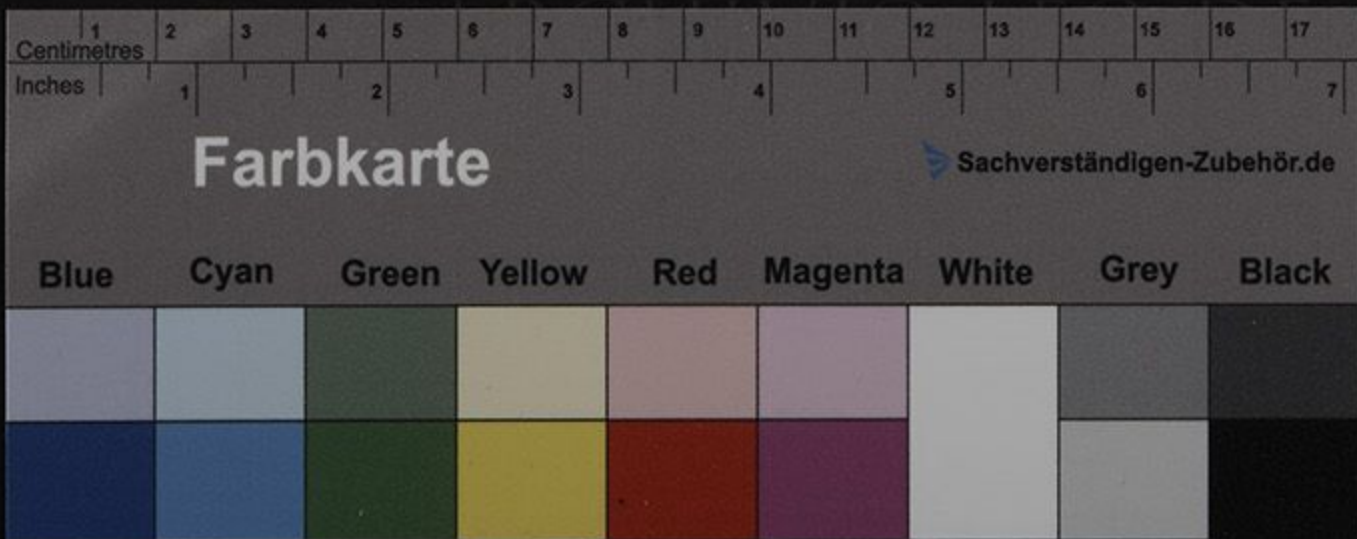 1 2 3 4 5 6 7 8 9 10 11 12 13 14 15 16 17
Centimetres
Inches
1 2 3 4 5 6 7
Farbkarte
Sachverständigen-Zubehör.de
Blue Cyan Green Yellow Red Magenta White Grey Black